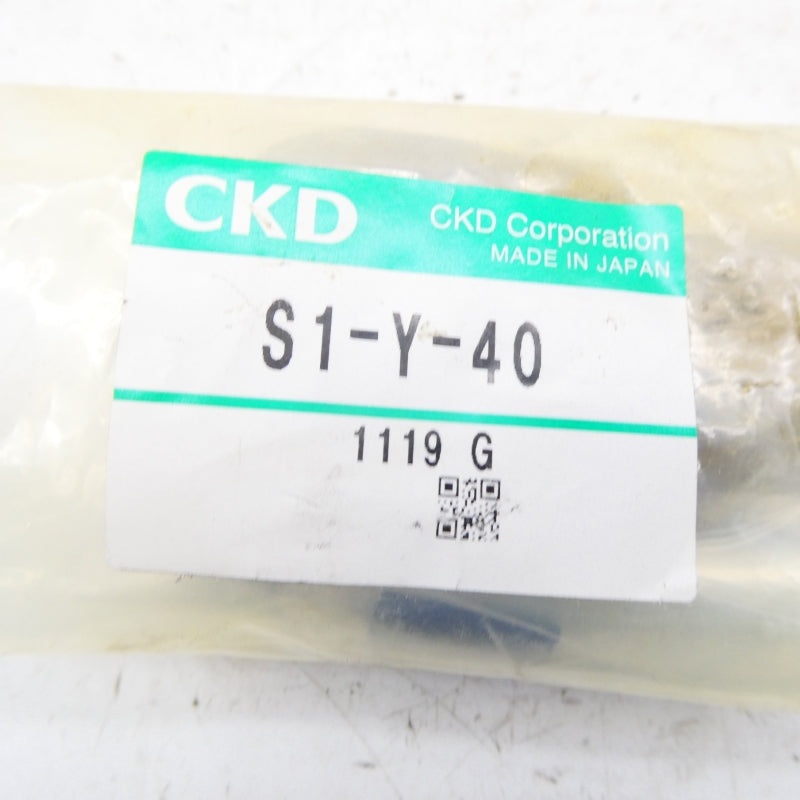 CKD
CKD Corporation
MADE IN JAPAN
S1-Y-40
1119 G